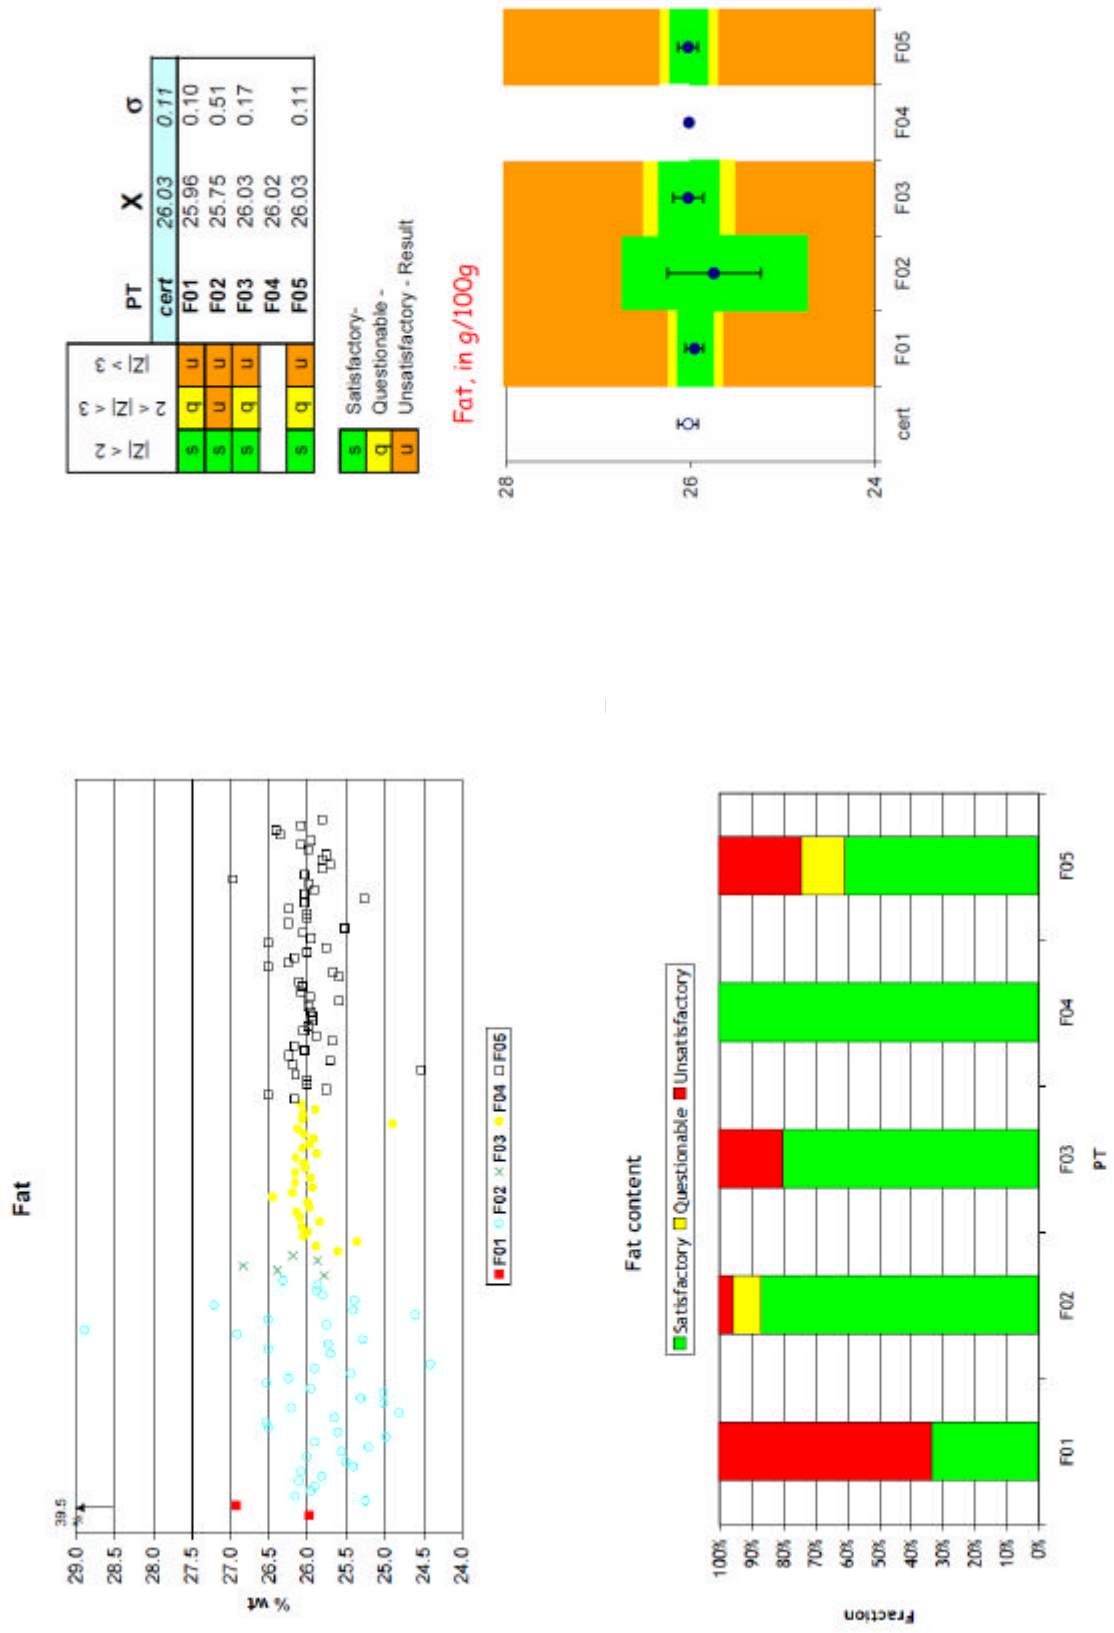 Fat
39.5
%
29.0
28.5
28.0
27.5
27.0
26.5
26.0
25.5
25.0
24.5
24.0
% wt
F01 F02 F03 F04 F05
PT X σ
|Z| < 2 2 < |Z| < 3 |Z| > 3
cert 26.03 0.11
s q u F01 25.96 0.10
s u u F02 25.75 0.51
s q u F03 26.03 0.17
F04 26.02
s q u F05 26.03 0.11
s Satisfactory-
q Questionable -
u Unsatisfactory - Result
Fat content
Satisfactory Questionable Unsatisfactory
100%
90%
80%
70%
60%
50%
40%
30%
20%
10%
0%
Fraction
F01 F02 F03 F04 F05
PT
Fat, in g/100g
28
26
24
cert F01 F02 F03 F04 F05